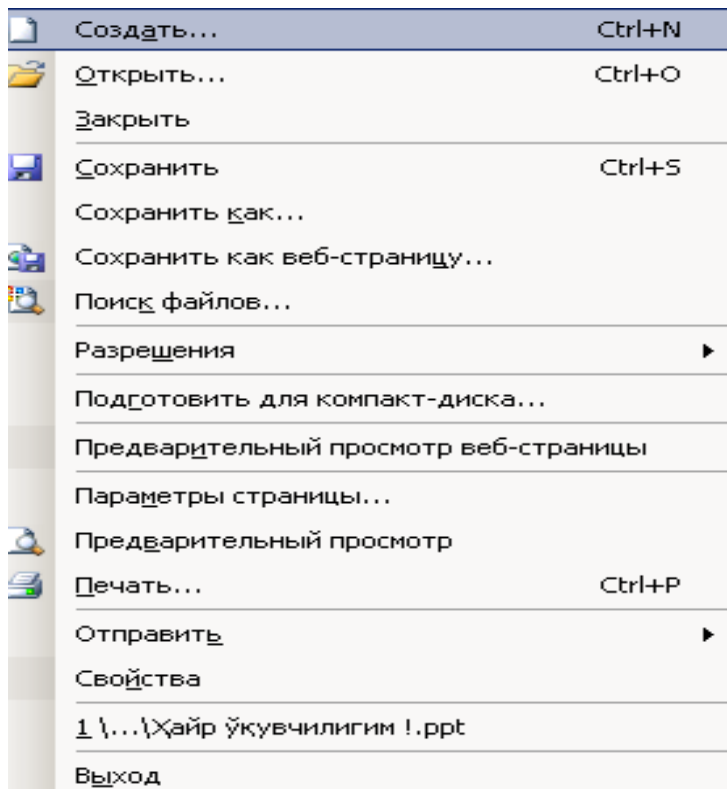 Создать... Ctrl+N
Открыть... Ctrl+O
Закрыть
Сохранить Ctrl+S
Сохранить как...
Сохранить как веб-страницу...
Поиск файлов...
Разрешения
Подготовить для компакт-диска...
Предварительный просмотр веб-страницы
Параметры страницы...
Предварительный просмотр
Печать... Ctrl+P
Отправить
Свойства
1 \...\Ҳайр ўқувчилигим !.ppt
Выход